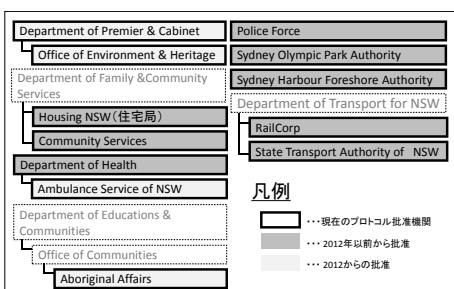 Department of Premier & Cabinet
Office of Environment & Heritage
Department of Family &Community
Services
Housing NSW(住宅局)
Community Services
Department of Health
Ambulance Service of NSW
Department of Educations &
Communities
Office of Communities
Aboriginal Affairs
Police Force
Sydney Olympic Park Authority
Sydney Harbour Foreshore Authority
Department of Transport for NSW
RailCorp
State Transport Authority of NSW
凡例
・・・現在のプロトコル批准機関
・・・2012年以前から批准
・・・2012からの批准